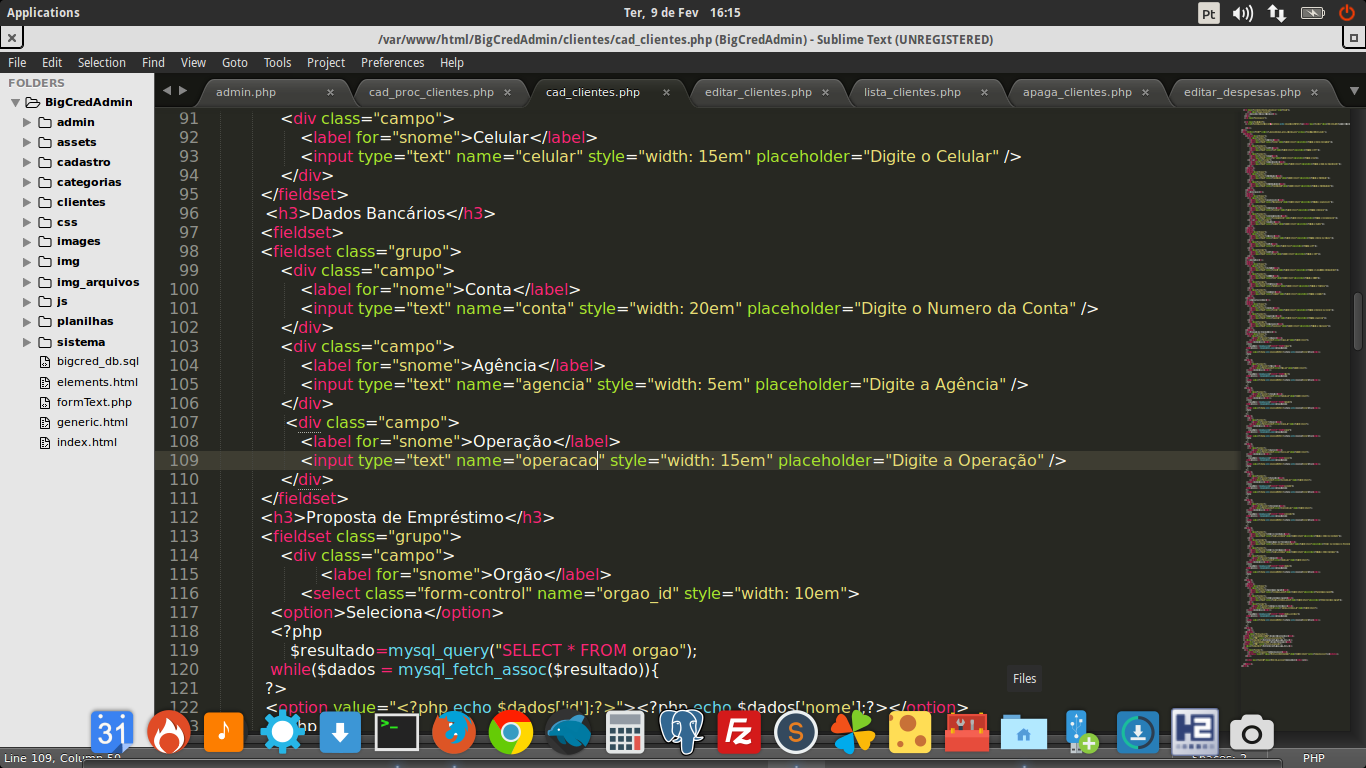 Applications
Ter, 9 de Fev 16:15
Pt
/var/www/html/BigCredAdmin/clientes/cad_clientes.php (BigCredAdmin) - Sublime Text (UNREGISTERED)
File Edit Selection Find View Goto Tools Project Preferences Help
FOLDERS
BigCredAdmin
admin
assets
cadastro
categorias
clientes
css
images
img
img_arquivos
js
planilhas
sistema
bigcred_db.sql
elements.html
formText.php
generic.html
index.html
admin.php × cad_proc_clientes.php × cad_clientes.php × editar_clientes.php × lista_clientes.php × apaga_clientes.php × editar_despesas.php ×
91 <div class="campo">
92 <label for="snome">Celular</label>
93 <input type="text" name="celular" style="width: 15em" placeholder="Digite o Celular" />
94 </div>
95 </fieldset>
96 <h3>Dados Bancários</h3>
97 <fieldset>
98 <fieldset class="grupo">
99 <div class="campo">
100 <label for="nome">Conta</label>
101 <input type="text" name="conta" style="width: 20em" placeholder="Digite o Numero da Conta" />
102 </div>
103 <div class="campo">
104 <label for="snome">Agência</label>
105 <input type="text" name="agencia" style="width: 5em" placeholder="Digite a Agência" />
106 </div>
107 <div class="campo">
108 <label for="snome">Operação</label>
109 <input type="text" name="operacao" style="width: 15em" placeholder="Digite a Operação" />
110 </div>
111 </fieldset>
112 <h3>Proposta de Empréstimo</h3>
113 <fieldset class="grupo">
114 <div class="campo">
115 <label for="snome">Orgão</label>
116 <select class="form-control" name="orgao_id" style="width: 10em">
117 <option>Seleciona</option>
118 <?php
119 $resultado=mysql_query("SELECT * FROM orgao");
120 while($dados = mysql_fetch_assoc($resultado)){
121 ?>
122 <option value="<?php echo $dados['id'];?>"><?php echo $dados['nome'];?></option>
Files
31
>_
Fz
S
Line 109, Column 50
PHP